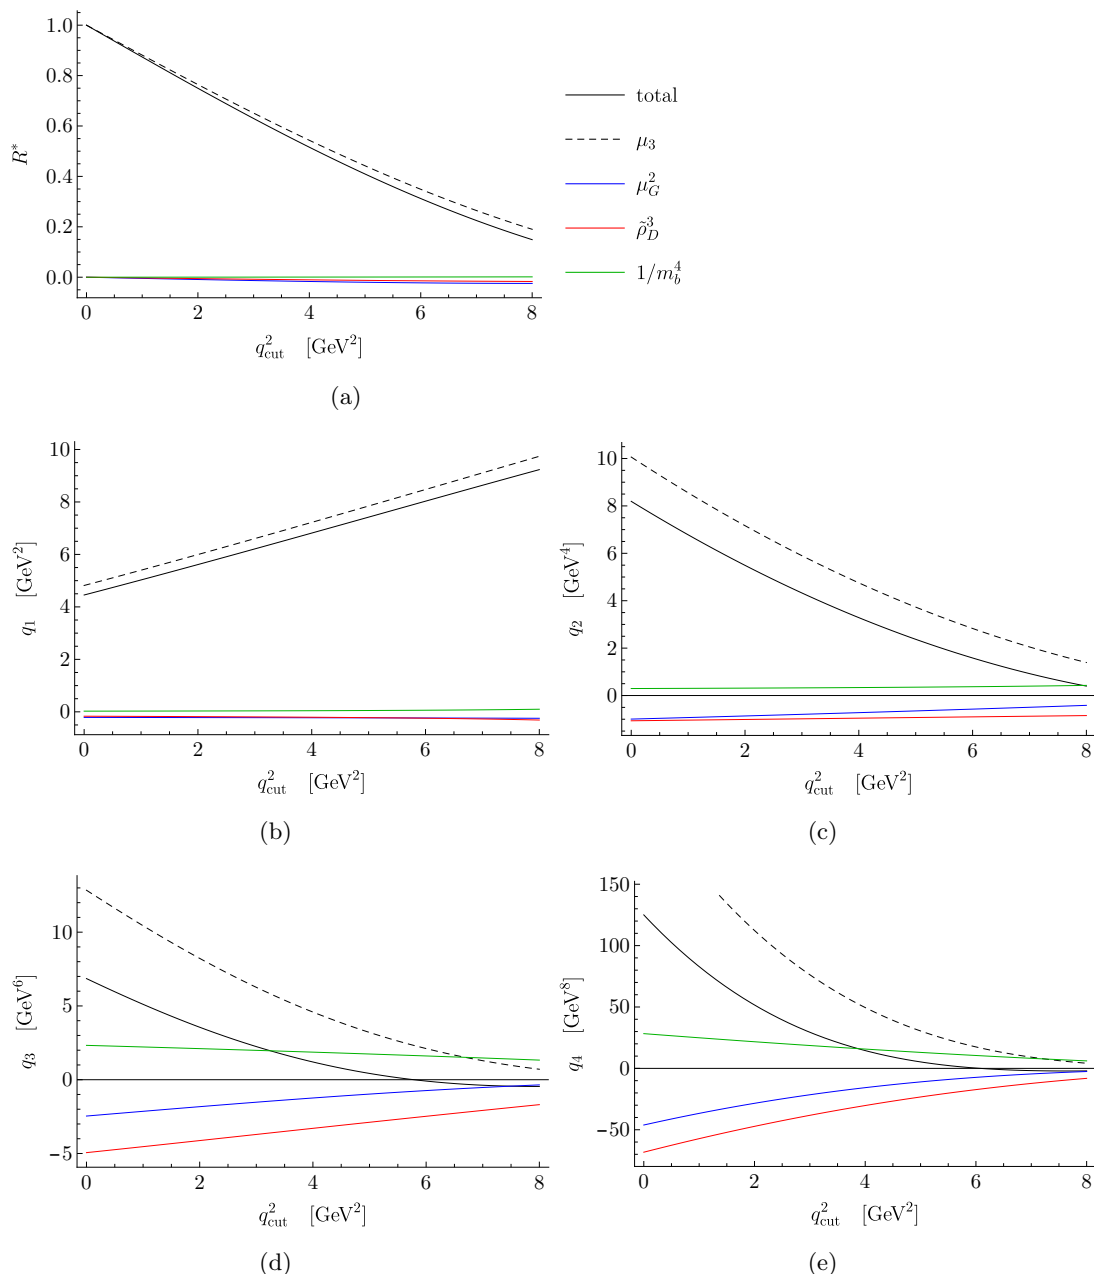 1.0
0.8
0.6
0.4
0.2
0.0
R*
0 2 4 6 8
q²cut [GeV²]
total
μ₃
μ²_G
ρ̃³_D
1/m⁴_b
(a)
10
8
6
4
2
0
q₁ [GeV²]
0 2 4 6 8
q²cut [GeV²]
(b)
10
8
6
4
2
0
q₂ [GeV⁴]
0 2 4 6 8
q²cut [GeV²]
(c)
10
5
0
−5
q₃ [GeV⁶]
0 2 4 6 8
q²cut [GeV²]
(d)
150
100
50
0
−50
q₄ [GeV⁸]
0 2 4 6 8
q²cut [GeV²]
(e)